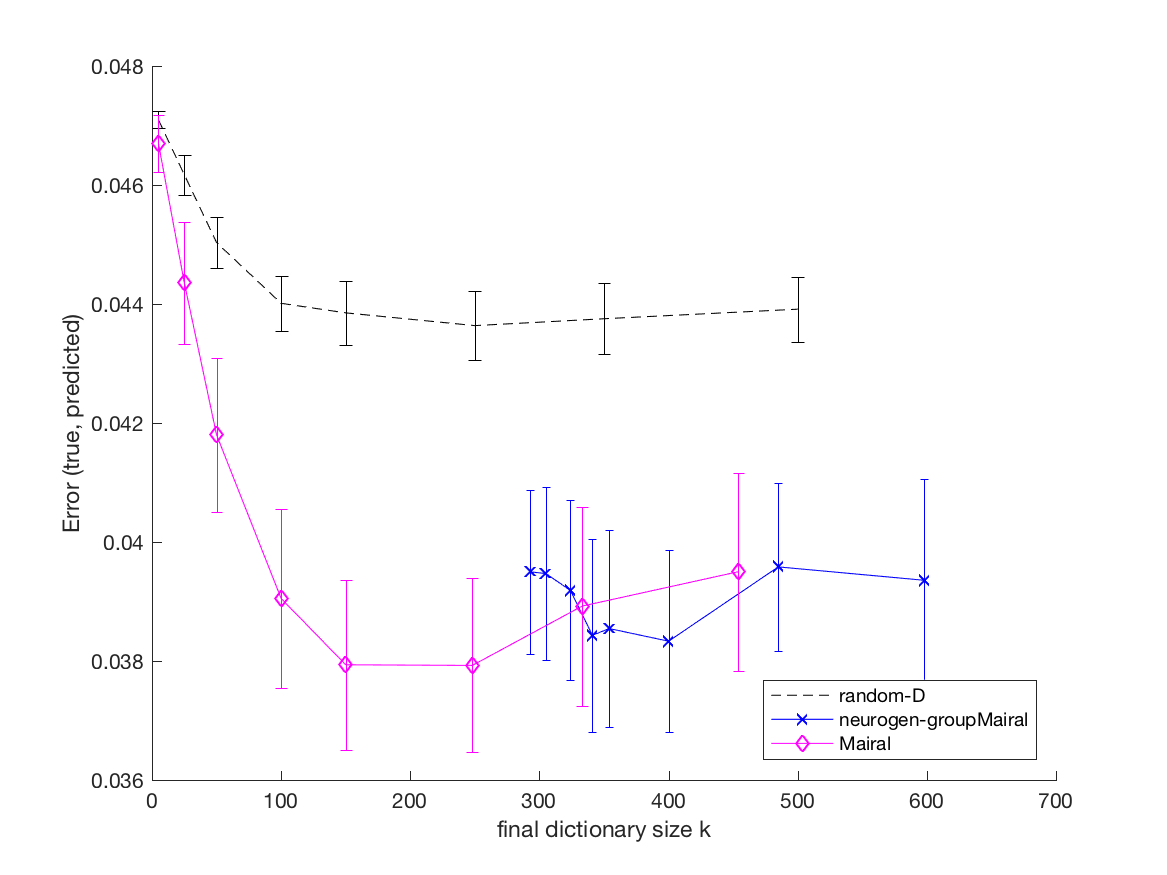 0.048
0.046
0.044
0.042
0.04
0.038
0.036
Error (true, predicted)
0 100 200 300 400 500 600 700
final dictionary size k
random-D
neurogen-groupMairal
Mairal